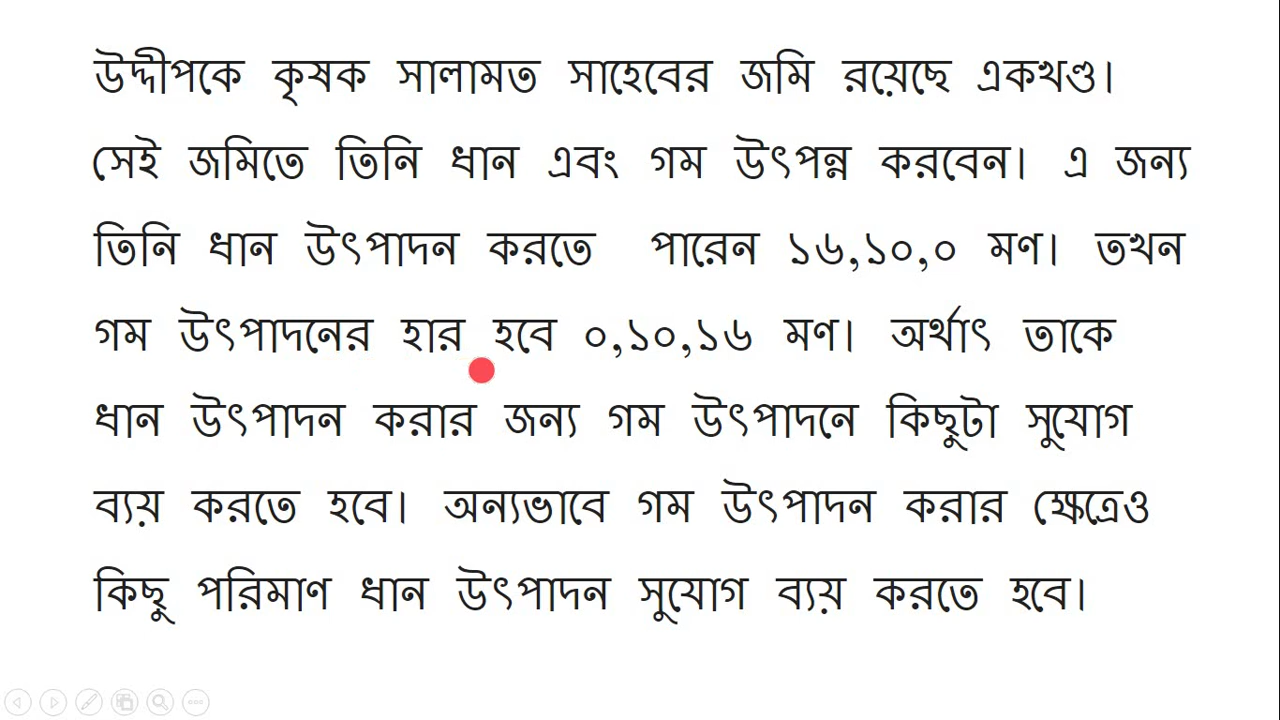 উদ্দীপকে কৃষক সালামত সাহেবের জমি রয়েছে একখণ্ড।
সেই জমিতে তিনি ধান এবং গম উৎপন্ন করবেন। এ জন্য
তিনি ধান উৎপাদন করতে পারেন ১৬,১০,০ মণ। তখন
গম উৎপাদনের হার হবে ০,১০,১৬ মণ। অর্থাৎ তাকে
ধান উৎপাদন করার জন্য গম উৎপাদনে কিছুটা সুযোগ
ব্যয় করতে হবে। অন্যভাবে গম উৎপাদন করার ক্ষেত্রেও
কিছু পরিমাণ ধান উৎপাদন সুযোগ ব্যয় করতে হবে।